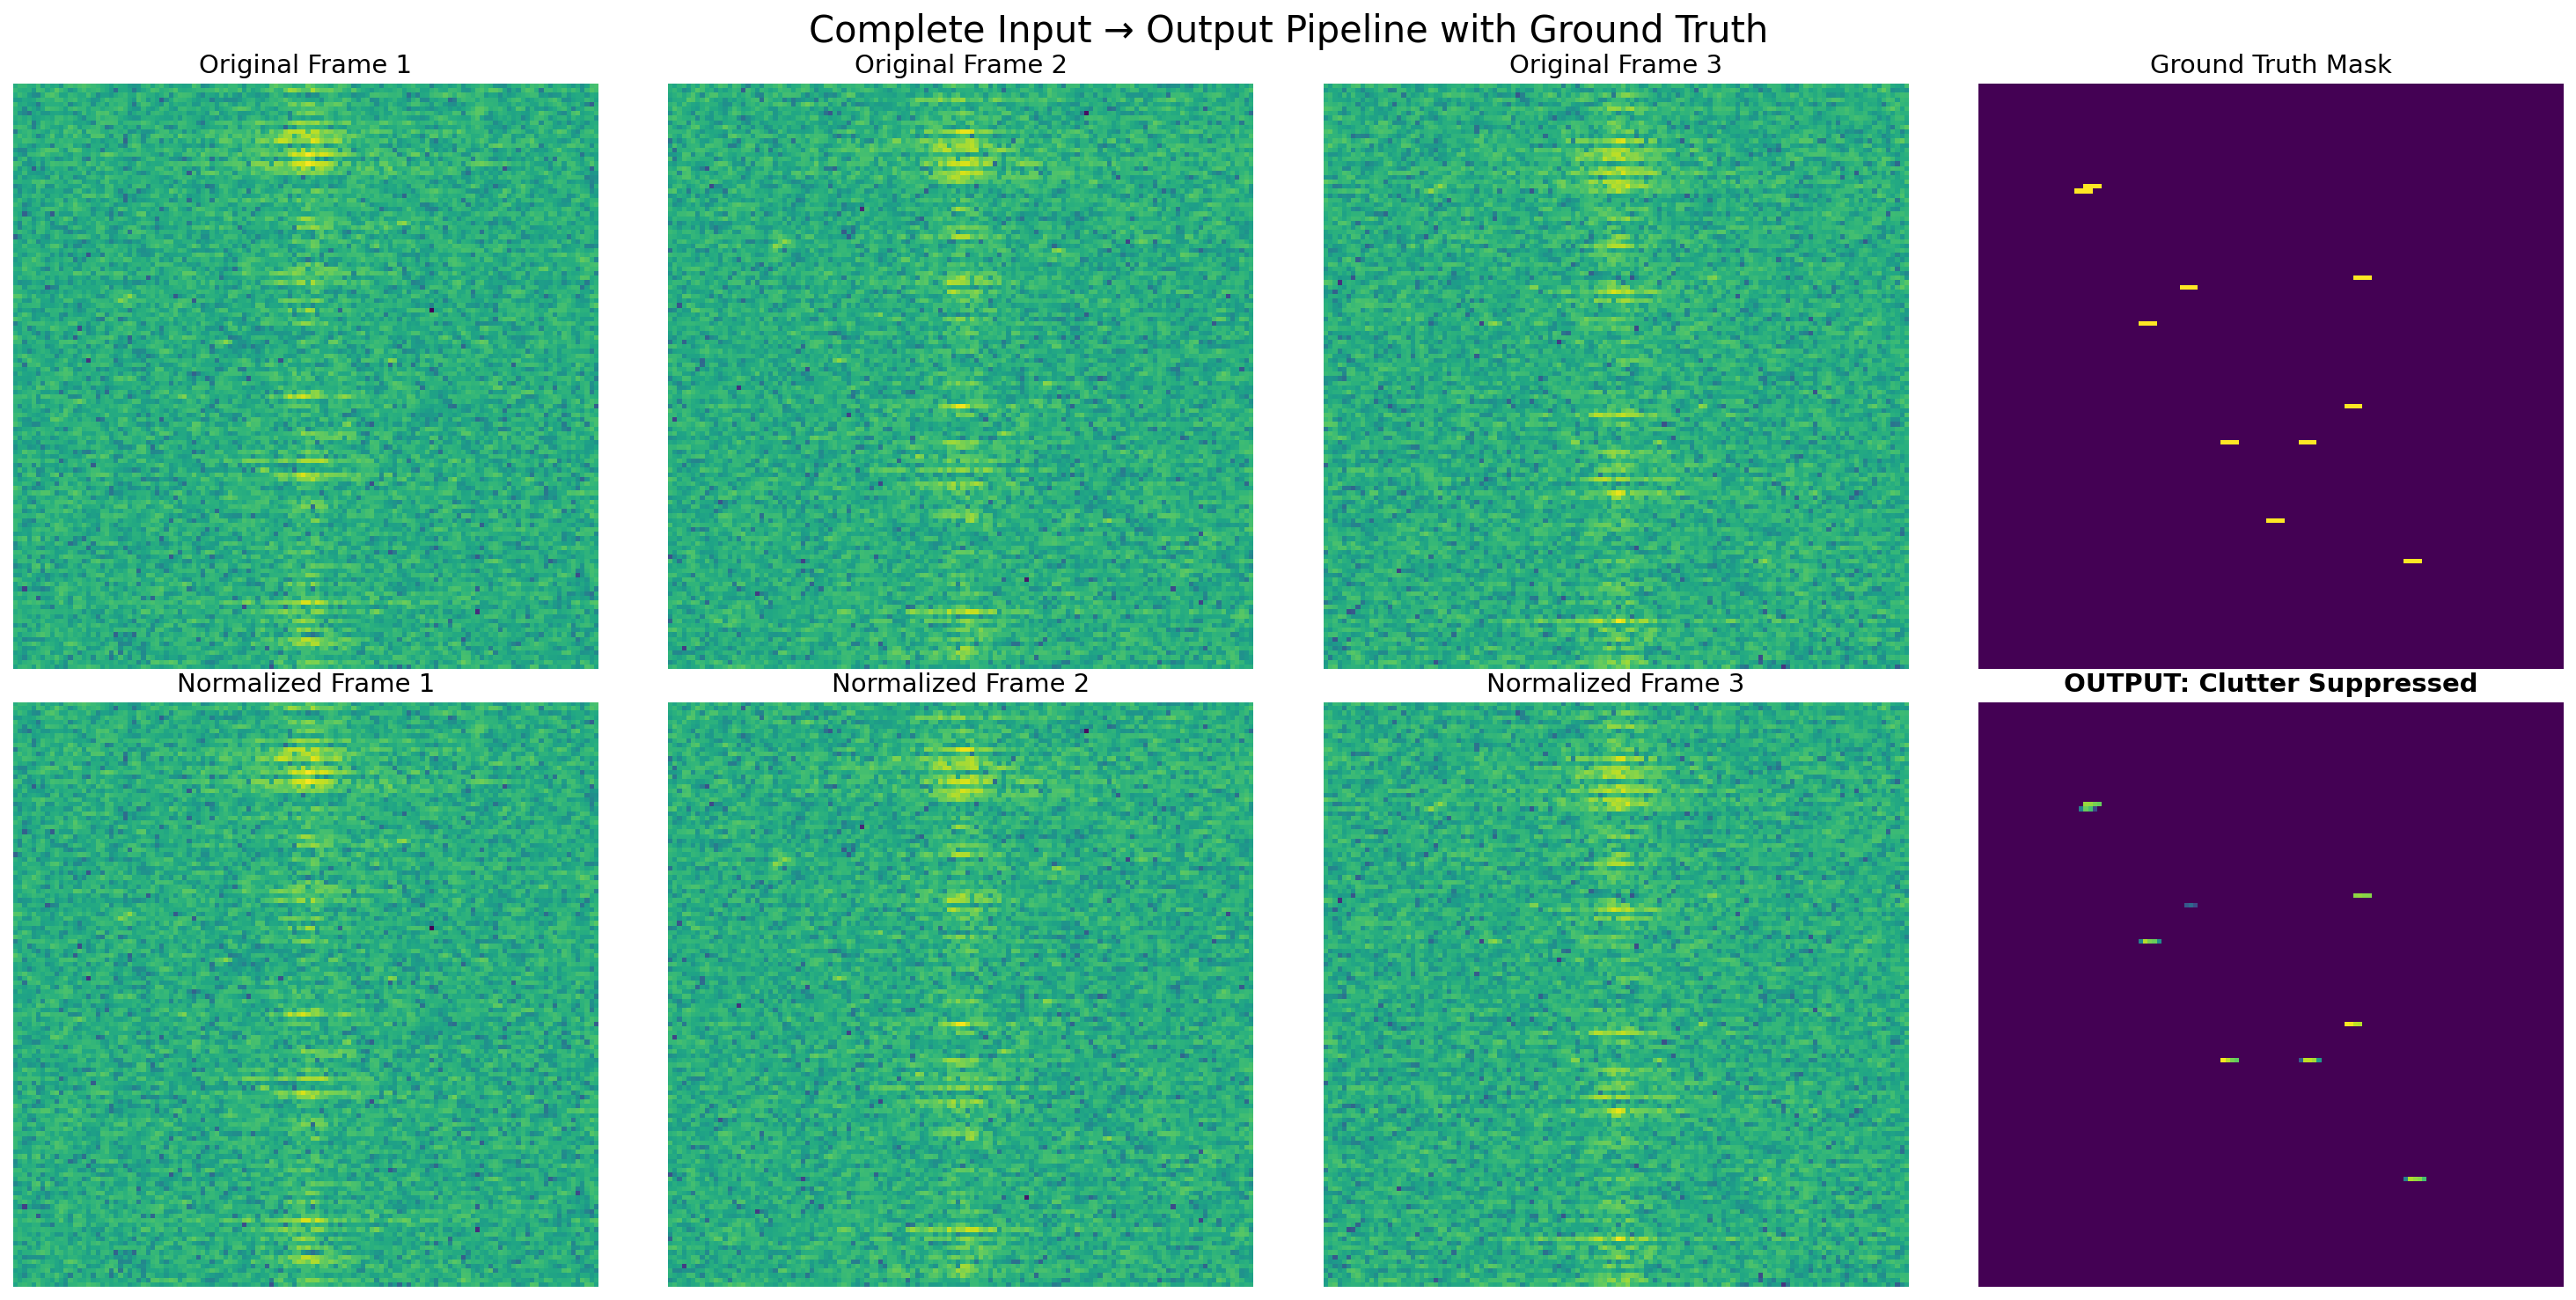 Complete Input → Output Pipeline with Ground Truth
Original Frame 1
Original Frame 2
Original Frame 3
Ground Truth Mask
Normalized Frame 1
Normalized Frame 2
Normalized Frame 3
OUTPUT: Clutter Suppressed